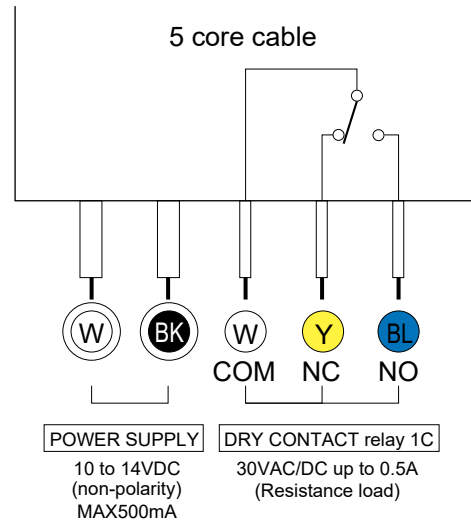 5 core cable
W BK W Y BL
COM NC NO
POWER SUPPLY DRY CONTACT relay 1C
10 to 14VDC 30VAC/DC up to 0.5A
(non-polarity) (Resistance load)
MAX500mA